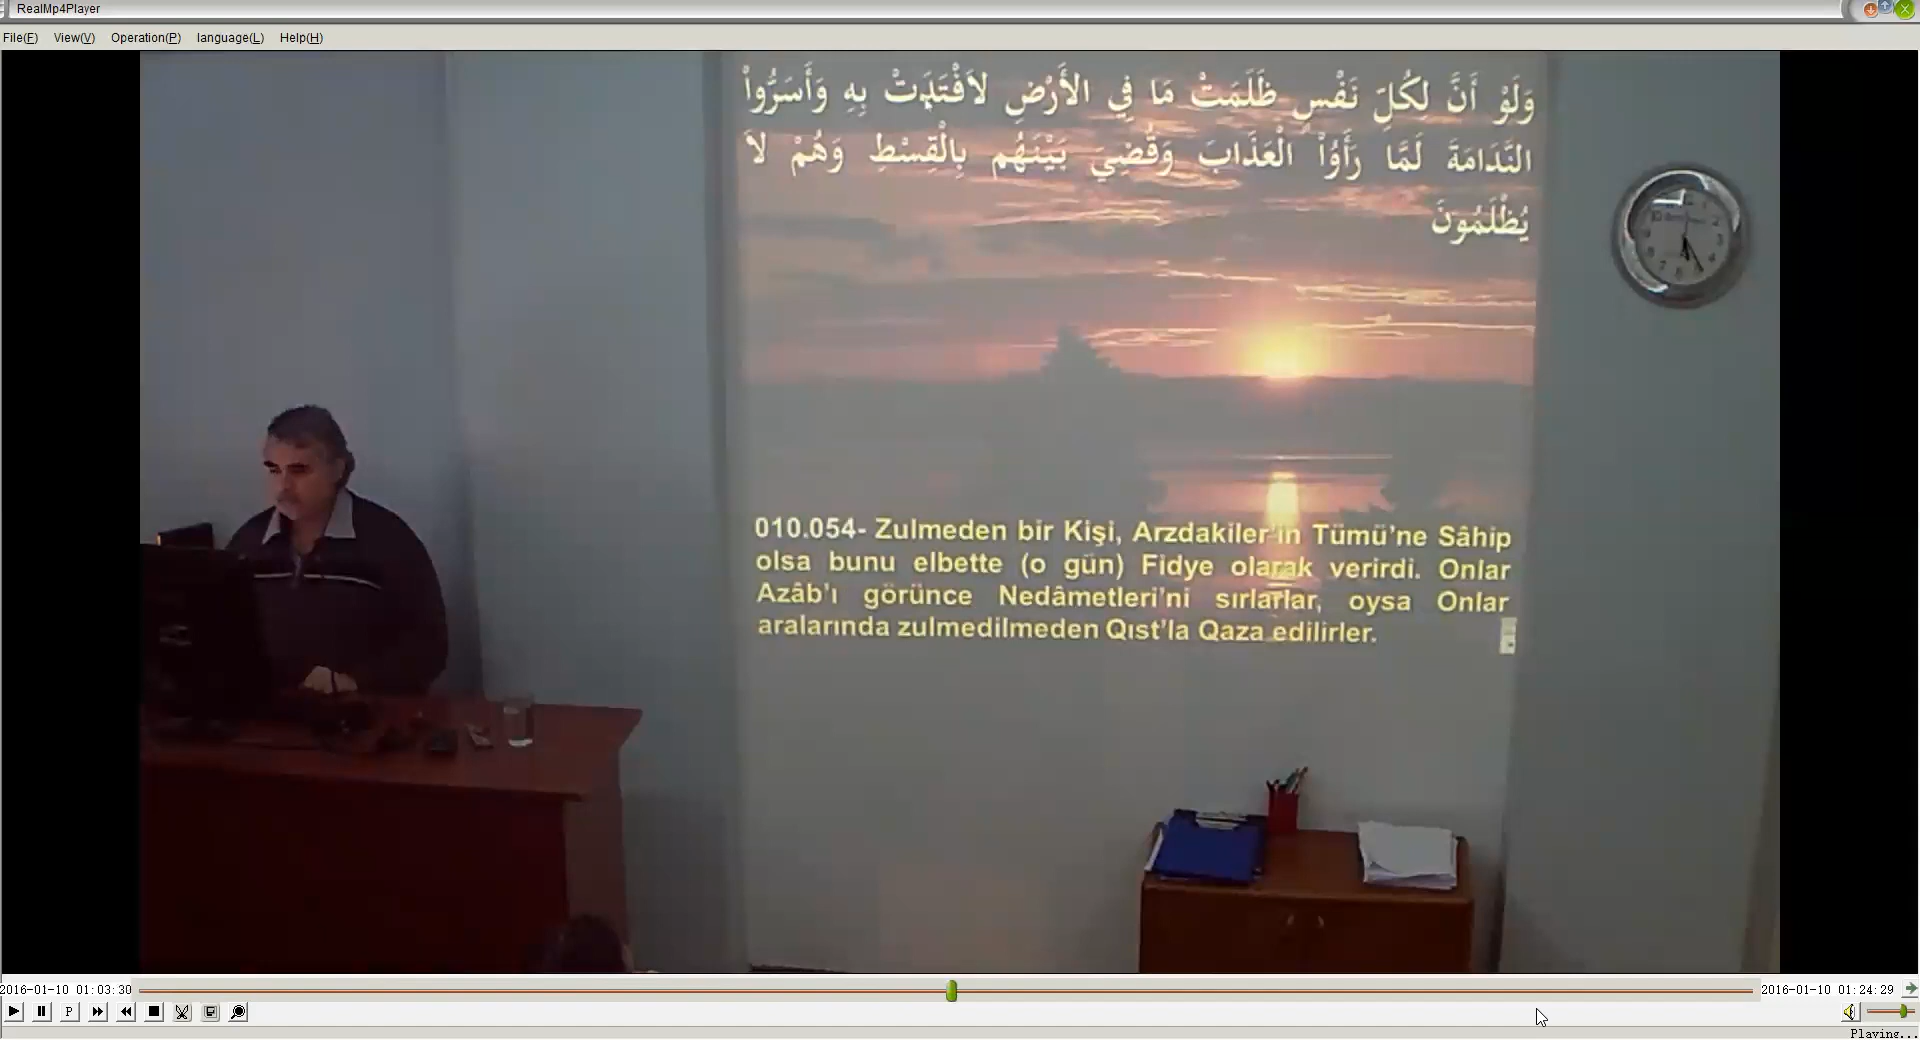 RealMp4Player
File(F) View(V) Operation(P) language(L) Help(H)
وَلَوْ أَنَّ لِكُلِّ نَفْسٍ ظَلَمَتْ مَا فِي الأَرْضِ لاَفْتَدَتْ بِهِ وَأَسَرُّواْ
النَّدَامَةَ لَمَّا رَأَوُاْ الْعَذَابَ وَقُضِيَ بَيْنَهُم بِالْقِسْطِ وَهُمْ لاَ
يُظْلَمُونَ
010.054- Zulmeden bir Kişi, Arzdakiler'in Tümü'ne Sâhip
olsa bunu elbette (o gün) Fidye olarak verirdi. Onlar
Azâb'ı görünce Nedâmetleri'ni sırlarlar, oysa Onlar
aralarında zulmedilmeden Qıst'la Qaza edilirler.
2016-01-10 01:03:30
2016-01-10 01:24:29
P
Playing...